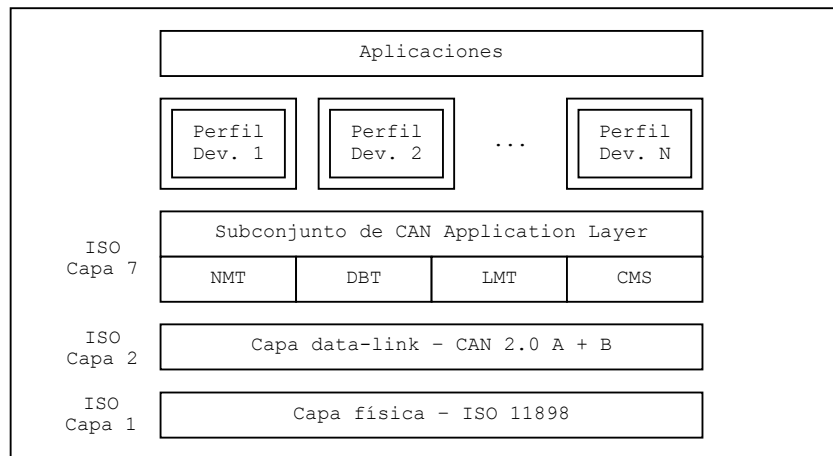 Aplicaciones
Perfil
Dev. 1
Perfil
Dev. 2
...
Perfil
Dev. N
ISO
Capa 7
Subconjunto de CAN Application Layer
NMT
DBT
LMT
CMS
ISO
Capa 2
Capa data-link – CAN 2.0 A + B
ISO
Capa 1
Capa física – ISO 11898